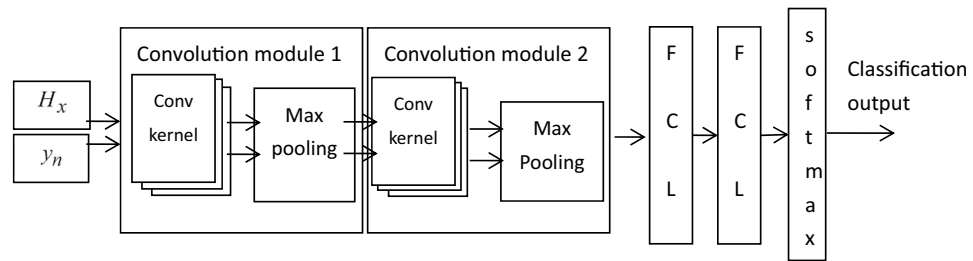 H_x
y_n
Convolution module 1
Conv
kernel
Max
pooling
Convolution module 2
Conv
kernel
Max
Pooling
F
C
L
F
C
L
s
o
f
t
m
a
x
Classification
output